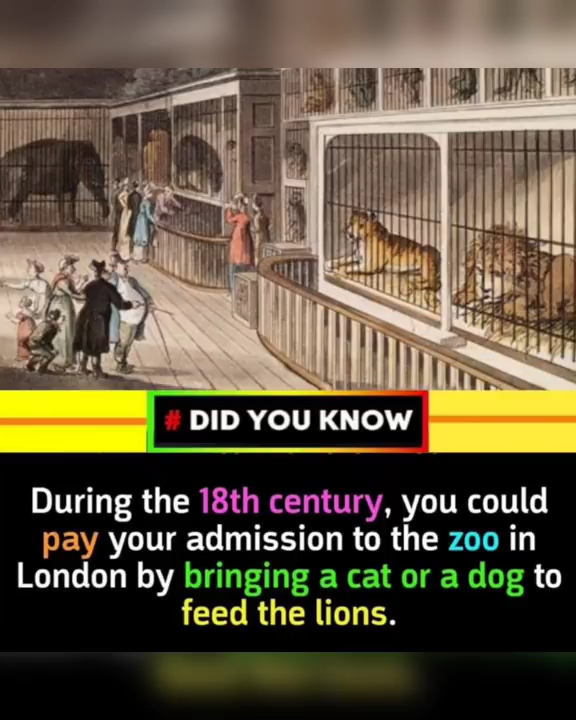 # DID YOU KNOW
During the 18th century, you could
pay your admission to the zoo in
London by bringing a cat or a dog to
feed the lions.